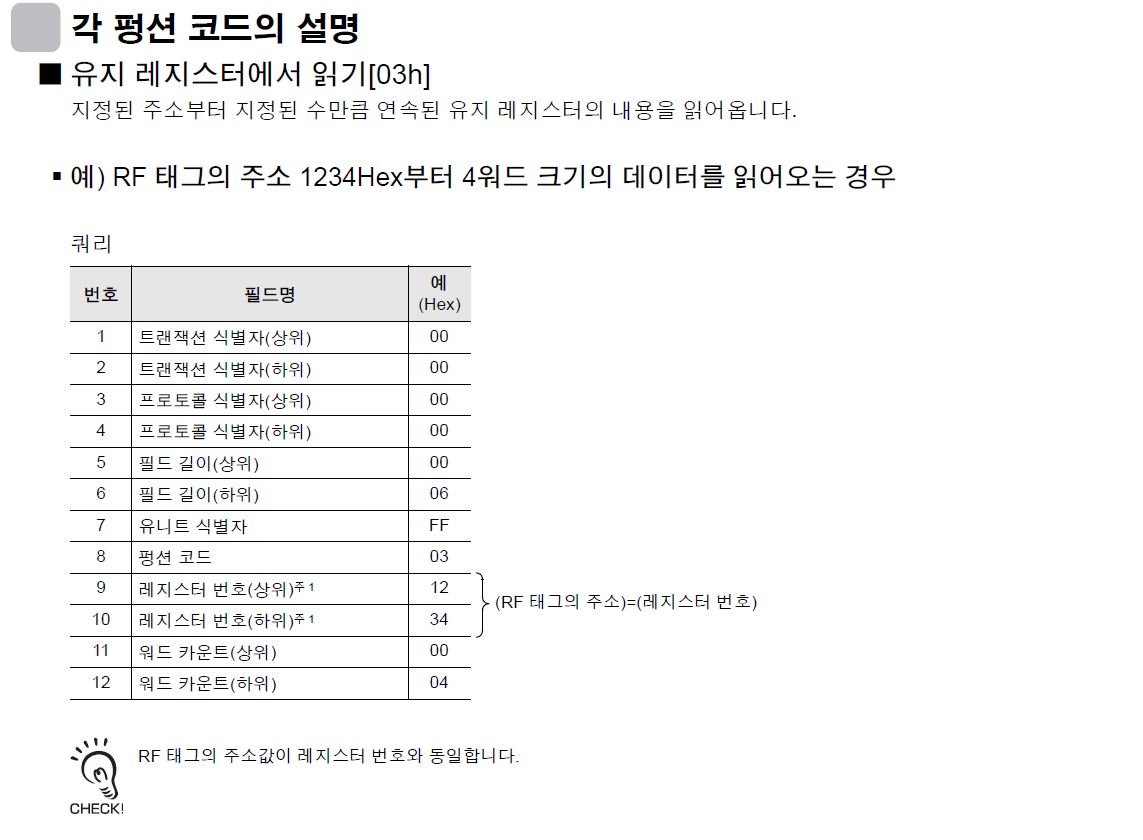 각 펑션 코드의 설명
■ 유지 레지스터에서 읽기[03h]
지정된 주소부터 지정된 수만큼 연속된 유지 레지스터의 내용을 읽어옵니다.
▪ 예) RF 태그의 주소 1234Hex부터 4워드 크기의 데이터를 읽어오는 경우
쿼리
번호 필드명 예 (Hex)
1 트랜잭션 식별자(상위) 00
2 트랜잭션 식별자(하위) 00
3 프로토콜 식별자(상위) 00
4 프로토콜 식별자(하위) 00
5 필드 길이(상위) 00
6 필드 길이(하위) 06
7 유니트 식별자 FF
8 펑션 코드 03
9 레지스터 번호(상위)주 1 12
10 레지스터 번호(하위)주 1 34
(RF 태그의 주소)=(레지스터 번호)
11 워드 카운트(상위) 00
12 워드 카운트(하위) 04
RF 태그의 주소값이 레지스터 번호와 동일합니다.
CHECK!